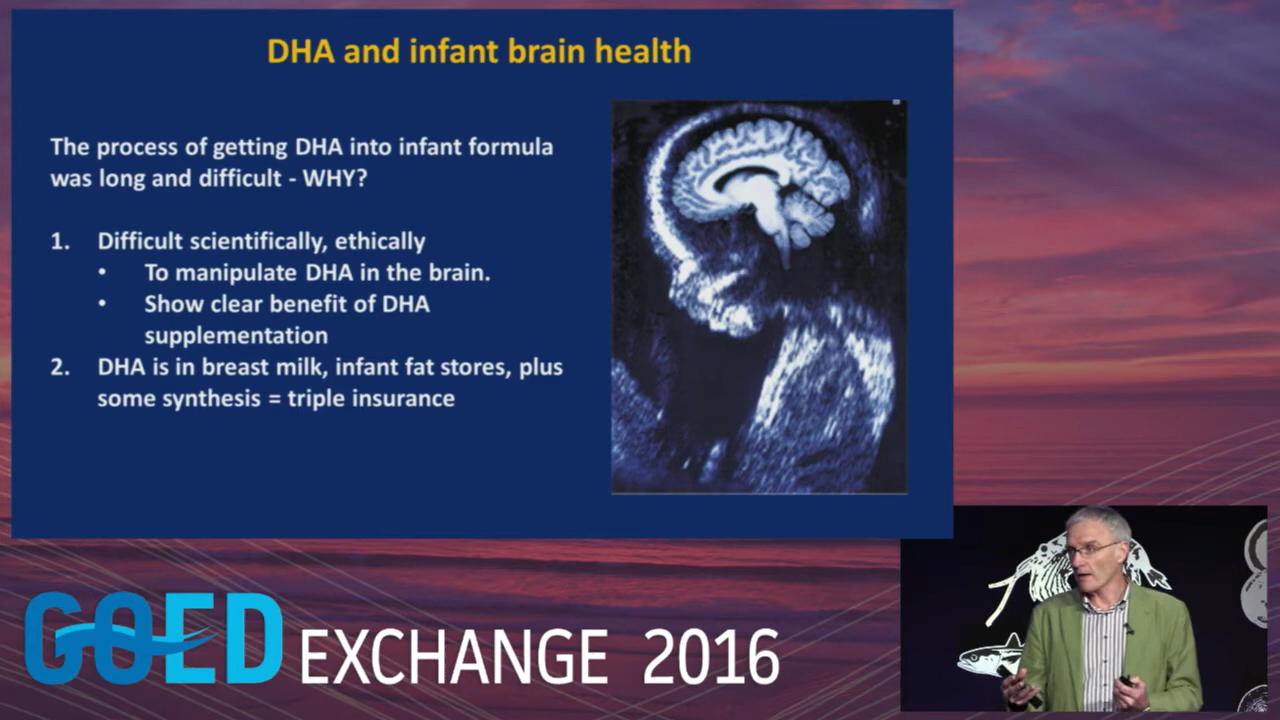 DHA and infant brain health
The process of getting DHA into infant formula
was long and difficult - WHY?
1. Difficult scientifically, ethically
• To manipulate DHA in the brain.
• Show clear benefit of DHA
supplementation
2. DHA is in breast milk, infant fat stores, plus
some synthesis = triple insurance
GOED EXCHANGE 2016